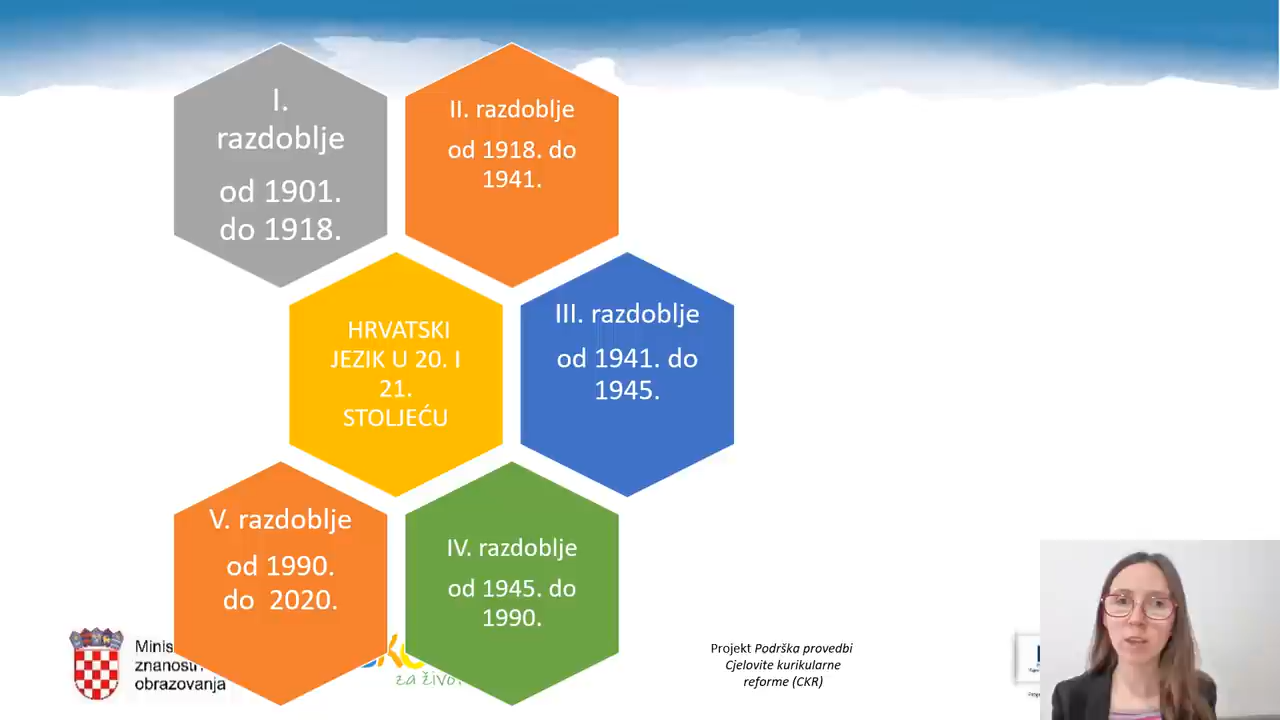 I.
razdoblje
od 1901.
do 1918.
II. razdoblje
od 1918. do
1941.
HRVATSKI
JEZIK U 20. I
21.
STOLJEĆU
III. razdoblje
od 1941. do
1945.
V. razdoblje
od 1990.
do 2020.
IV. razdoblje
od 1945. do
1990.
znanosti
obrazovanja
za život
Projekt Podrška provedbi
Cjelovite kurikularne
reforme (CKR)